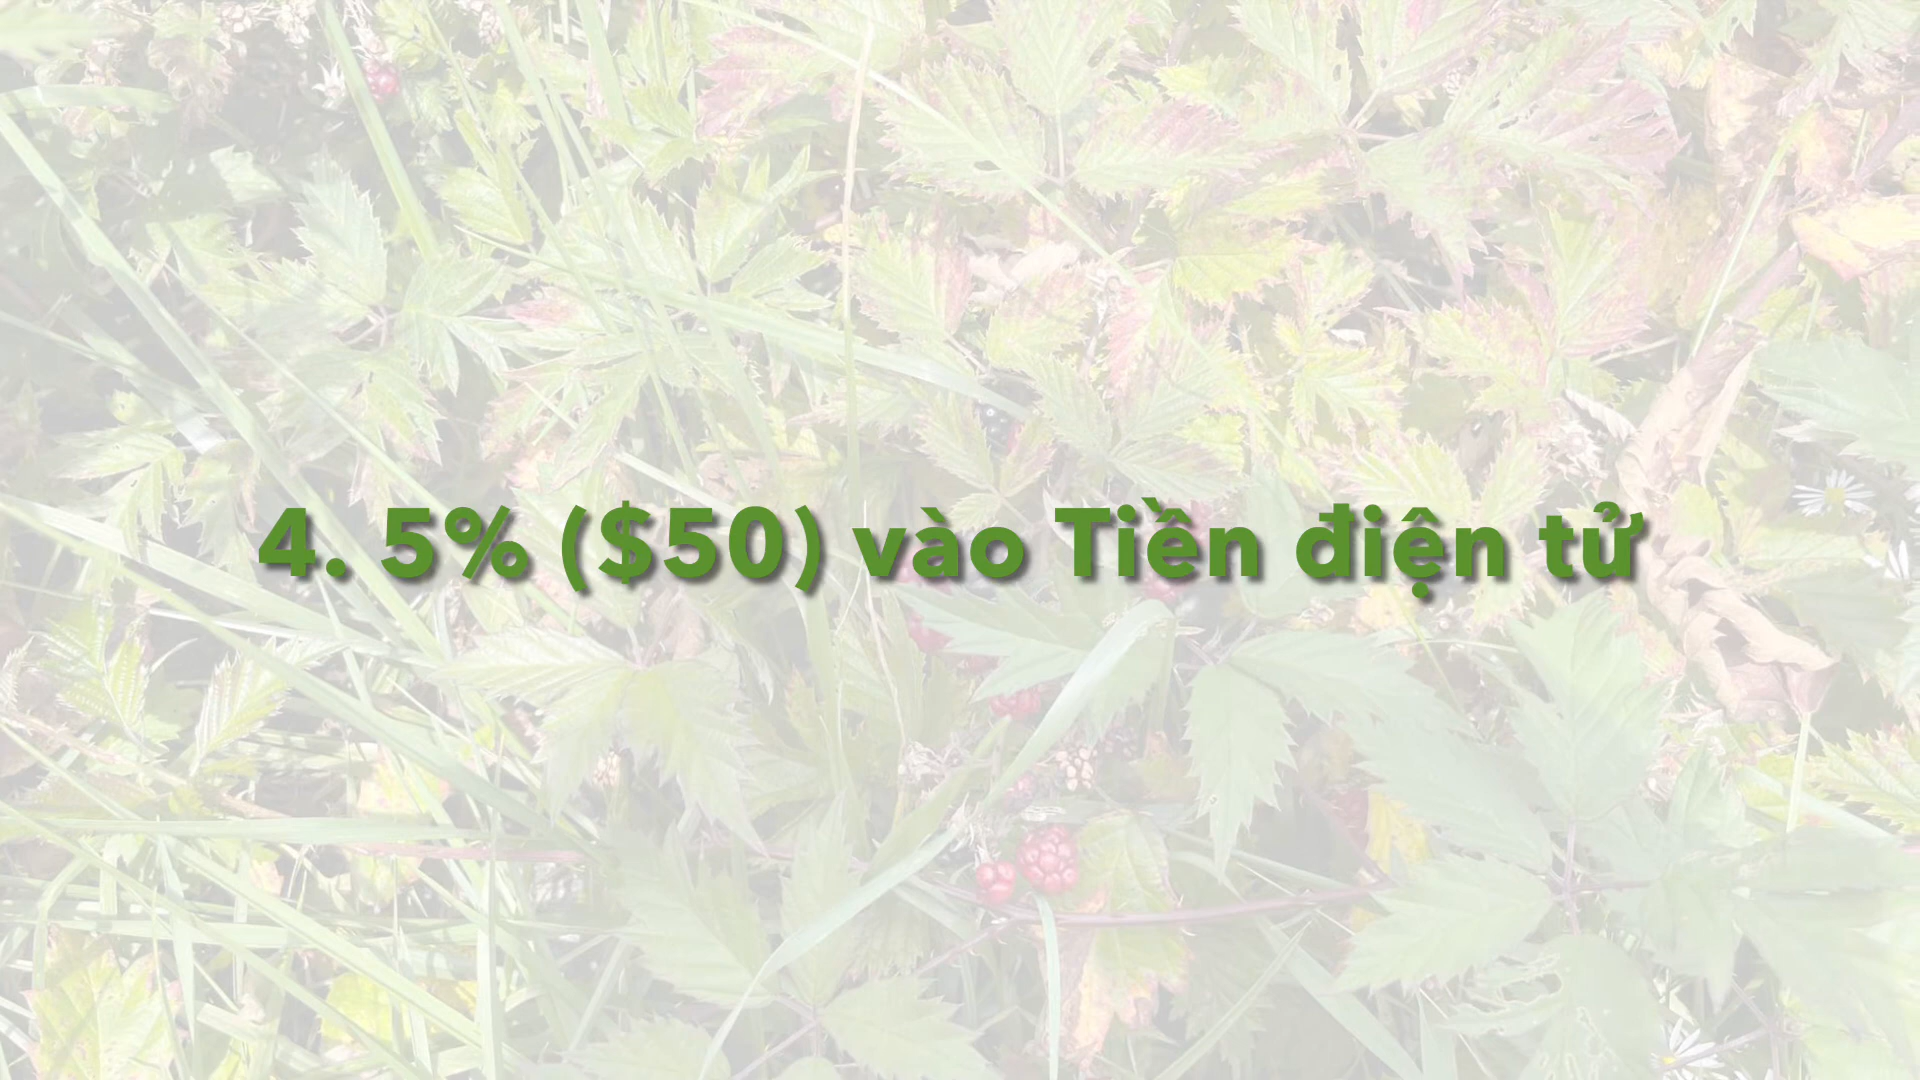 4. 5% ($50) vào Tiền điện tử